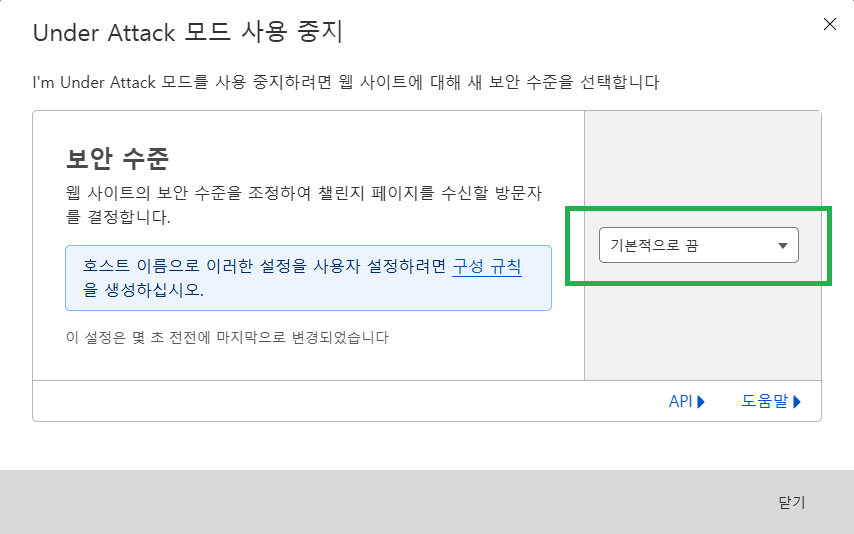 Under Attack 모드 사용 중지
I'm Under Attack 모드를 사용 중지하려면 웹 사이트에 대해 새 보안 수준을 선택합니다
보안 수준
웹 사이트의 보안 수준을 조정하여 챌린지 페이지를 수신할 방문자
를 결정합니다.
기본적으로 끔
호스트 이름으로 이러한 설정을 사용자 설정하려면 구성 규칙
을 생성하십시오.
이 설정은 몇 초 전전에 마지막으로 변경되었습니다
API 도움말
닫기